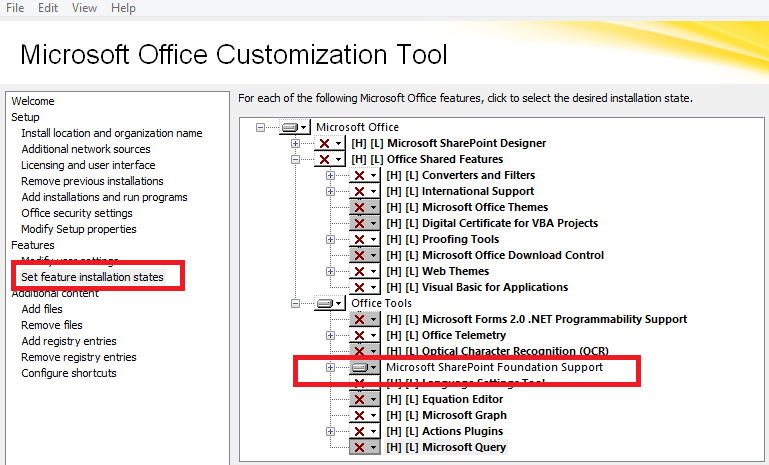 File Edit View Help
Microsoft Office Customization Tool
Welcome
Setup
Install location and organization name
Additional network sources
Licensing and user interface
Remove previous installations
Add installations and run programs
Office security settings
Modify Setup properties
Features
Modify user settings
Set feature installation states
Additional content
Add files
Remove files
Add registry entries
Remove registry entries
Configure shortcuts
For each of the following Microsoft Office features, click to select the desired installation state.
Microsoft Office
[H] [L] Microsoft SharePoint Designer
[H] [L] Office Shared Features
[H] [L] Converters and Filters
[H] [L] International Support
[H] [L] Microsoft Office Themes
[H] [L] Digital Certificate for VBA Projects
[H] [L] Proofing Tools
[H] [L] Microsoft Office Download Control
[H] [L] Web Themes
[H] [L] Visual Basic for Applications
Office Tools
[H] [L] Microsoft Forms 2.0 .NET Programmability Support
[H] [L] Office Telemetry
[H] [L] Optical Character Recognition (OCR)
Microsoft SharePoint Foundation Support
[H] [L] Language Settings Tool
[H] [L] Equation Editor
[H] [L] Microsoft Graph
[H] [L] Actions Plugins
[H] [L] Microsoft Query